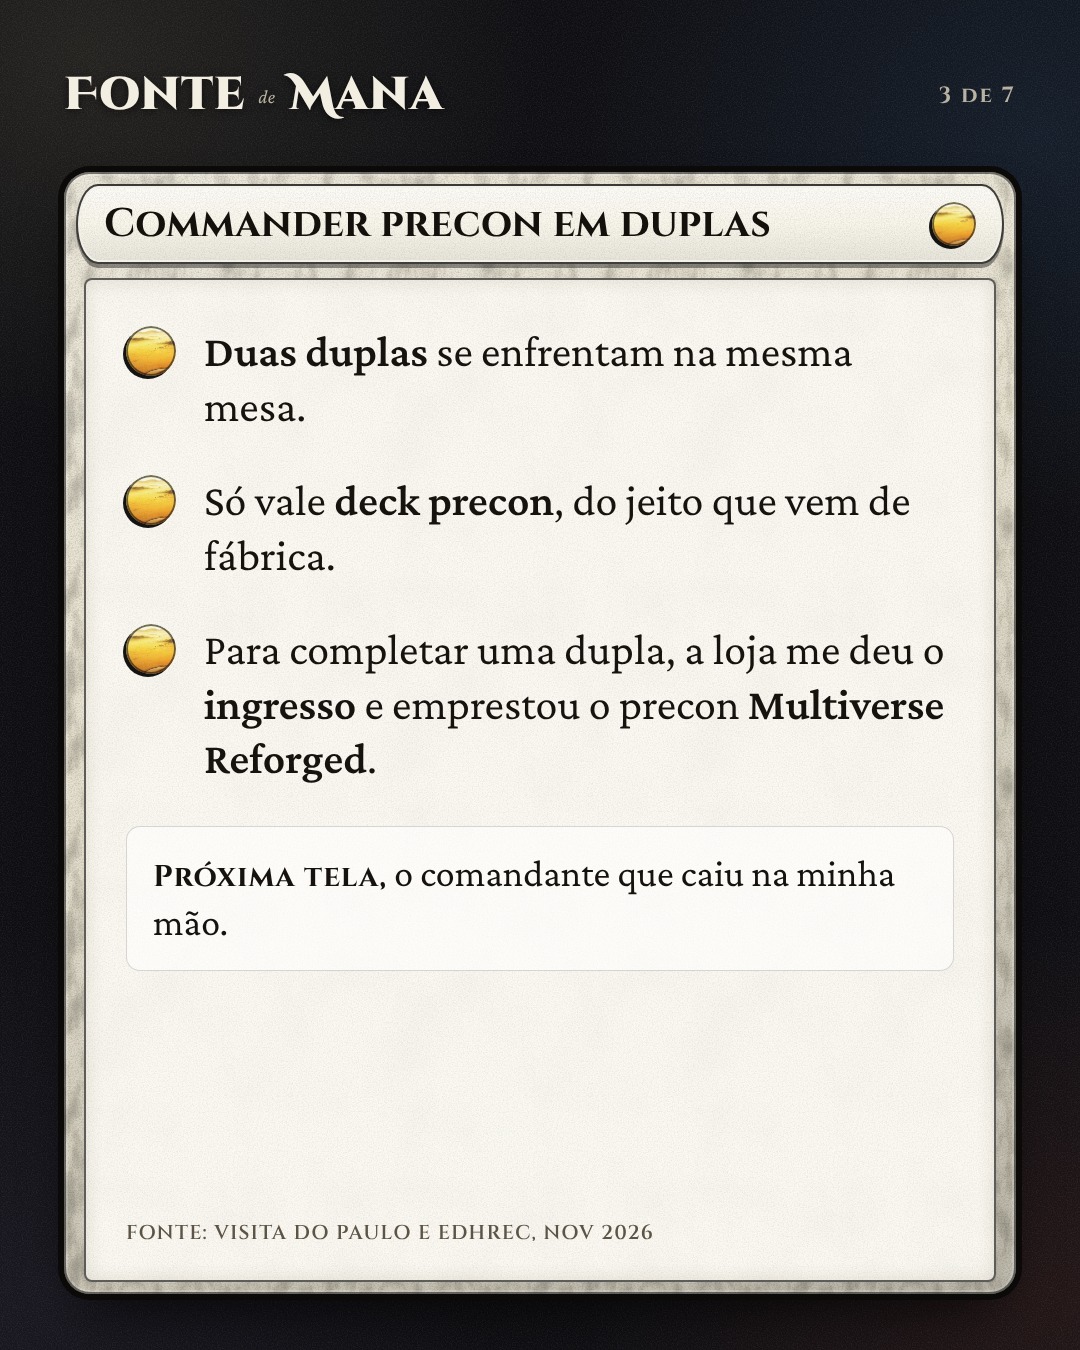 Fonte de Mana
3 de 7
Commander precon em duplas
Duas duplas se enfrentam na mesma
mesa.
Só vale deck precon, do jeito que vem de
fábrica.
Para completar uma dupla, a loja me deu o
ingresso e emprestou o precon Multiverse
Reforged.
Próxima tela, o comandante que caiu na minha
mão.
FONTE: VISITA DO PAULO E EDHREC, NOV 2026